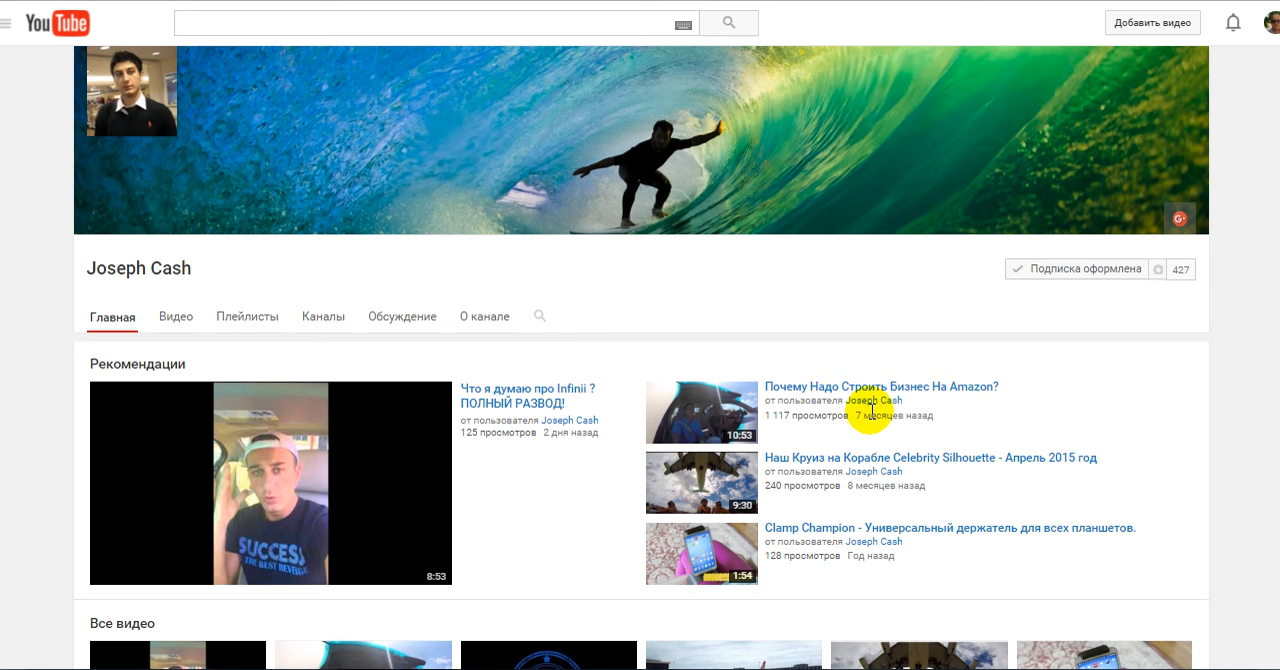 YouTube
Добавить видео
Joseph Cash
Подписка оформлена
427
Главная
Видео
Плейлисты
Каналы
Обсуждение
О канале
Рекомендации
8:53
SUCCESS
THE BEST REVENGE
Что я думаю про Infinii ?
ПОЛНЫЙ РАЗВОД!
от пользователя Joseph Cash
125 просмотров 2 дня назад
10:53
Почему Надо Строить Бизнес На Amazon?
от пользователя Joseph Cash
1 117 просмотров 7 месяцев назад
9:30
Наш Круиз на Корабле Celebrity Silhouette - Апрель 2015 год
от пользователя Joseph Cash
240 просмотров 8 месяцев назад
1:54
Clamp Champion - Универсальный держатель для всех планшетов.
от пользователя Joseph Cash
128 просмотров Год назад
Все видео